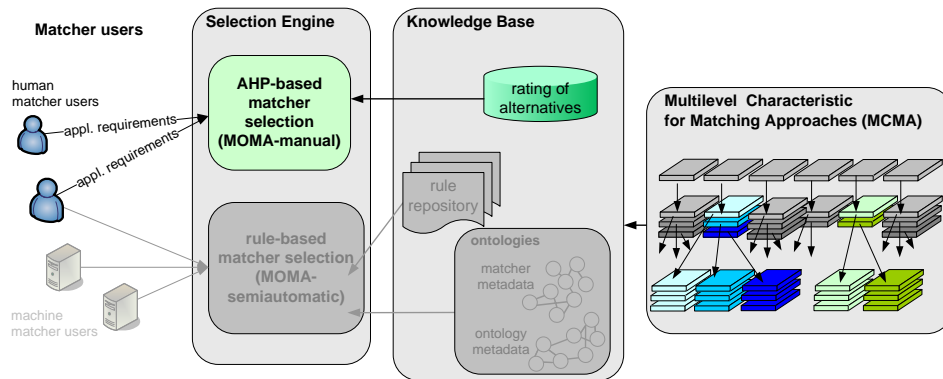 Matcher users
human
matcher users
appl. requirements
appl. requirements
machine
matcher users
Selection Engine
AHP-based
matcher
selection
(MOMA-manual)
rule-based
matcher selection
(MOMA-
semiautomatic)
Knowledge Base
rating of
alternatives
rule
repository
ontologies
matcher
metadata
ontology
metadata
Multilevel Characteristic
for Matching Approaches (MCMA)